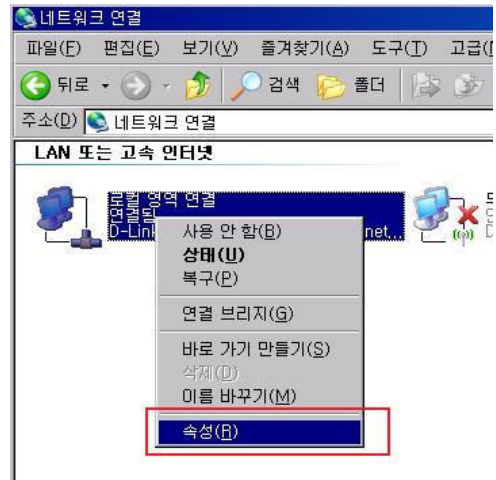 네트워크 연결
파일(F) 편집(E) 보기(V) 즐겨찾기(A) 도구(T) 고급(
뒤로 검색 폴더
주소(D) 네트워크 연결
LAN 또는 고속 인터넷
로컬 영역 연결
연결됨
D-Link net...
사용 안 함(B)
상태(U)
복구(P)
연결 브리지(G)
바로 가기 만들기(S)
삭제(D)
이름 바꾸기(M)
속성(R)